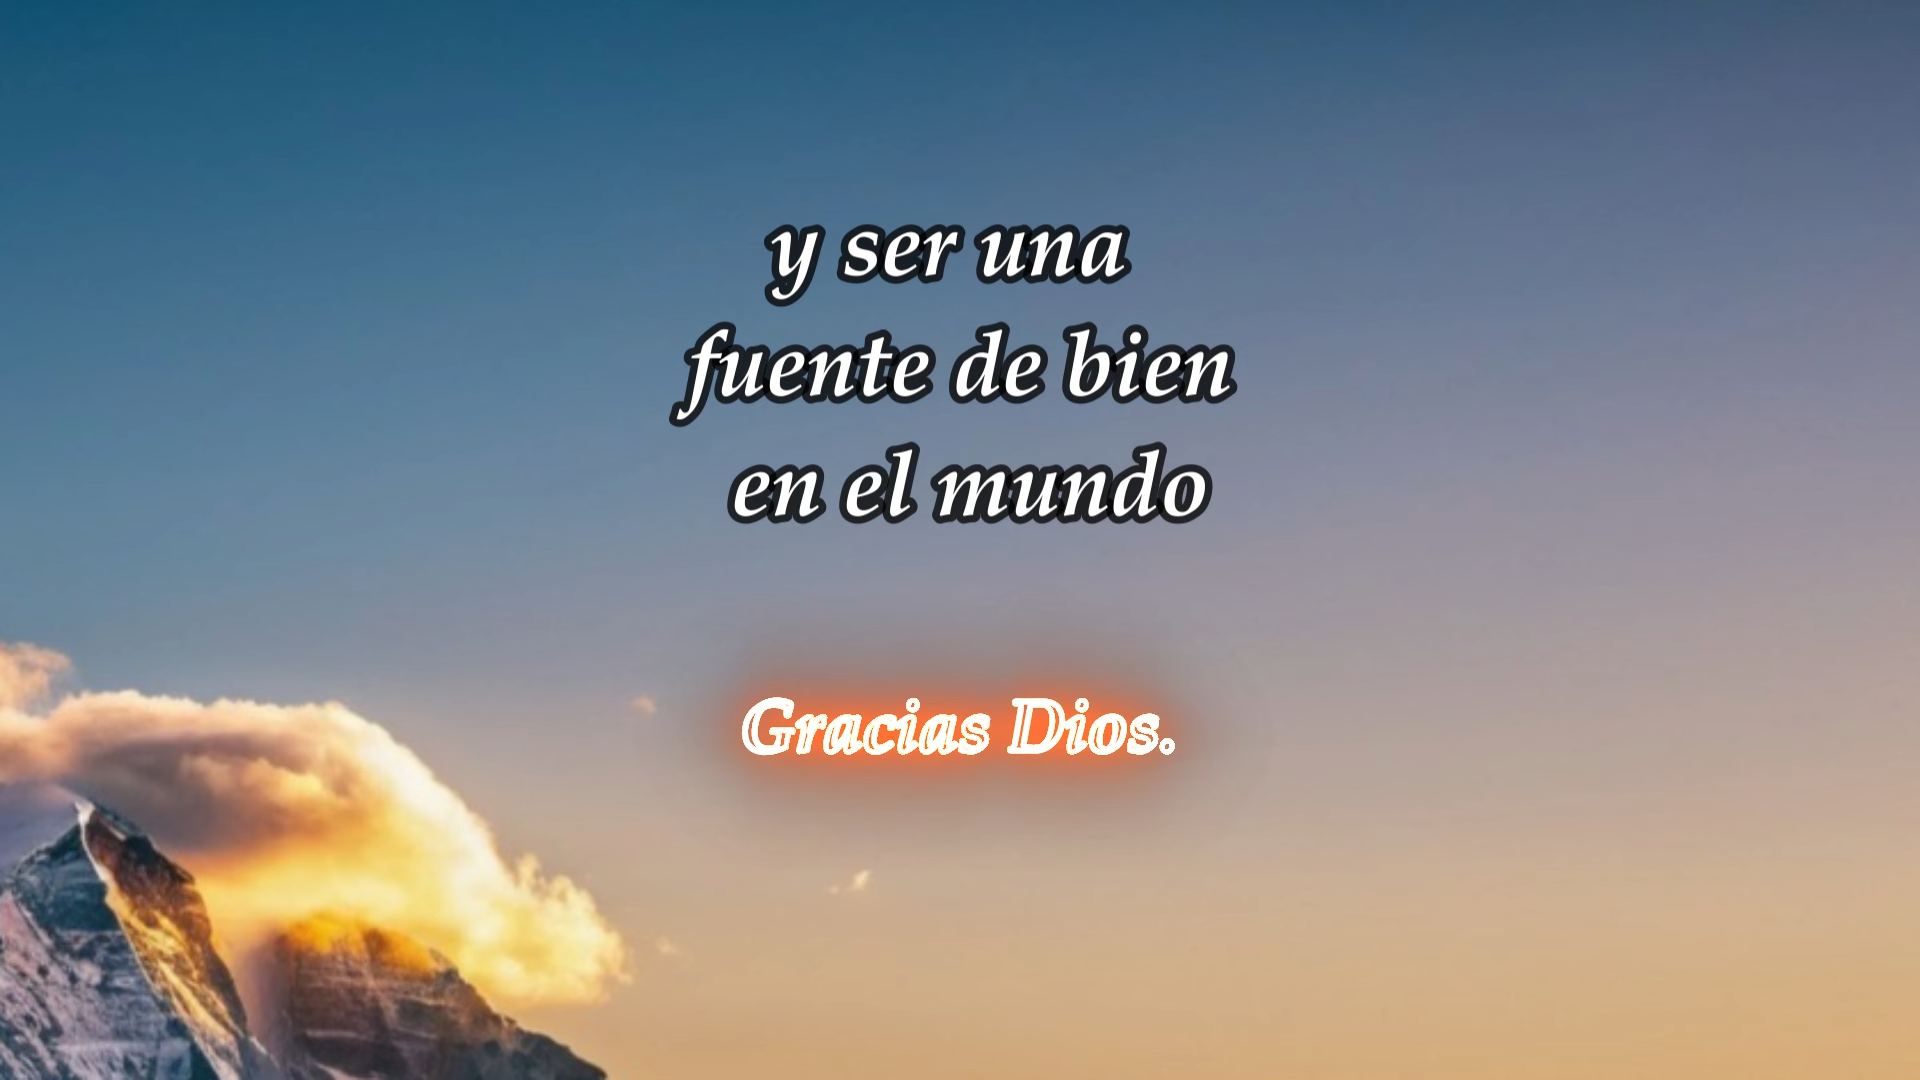 y ser una
fuente de bien
en el mundo
Gracias Dios.